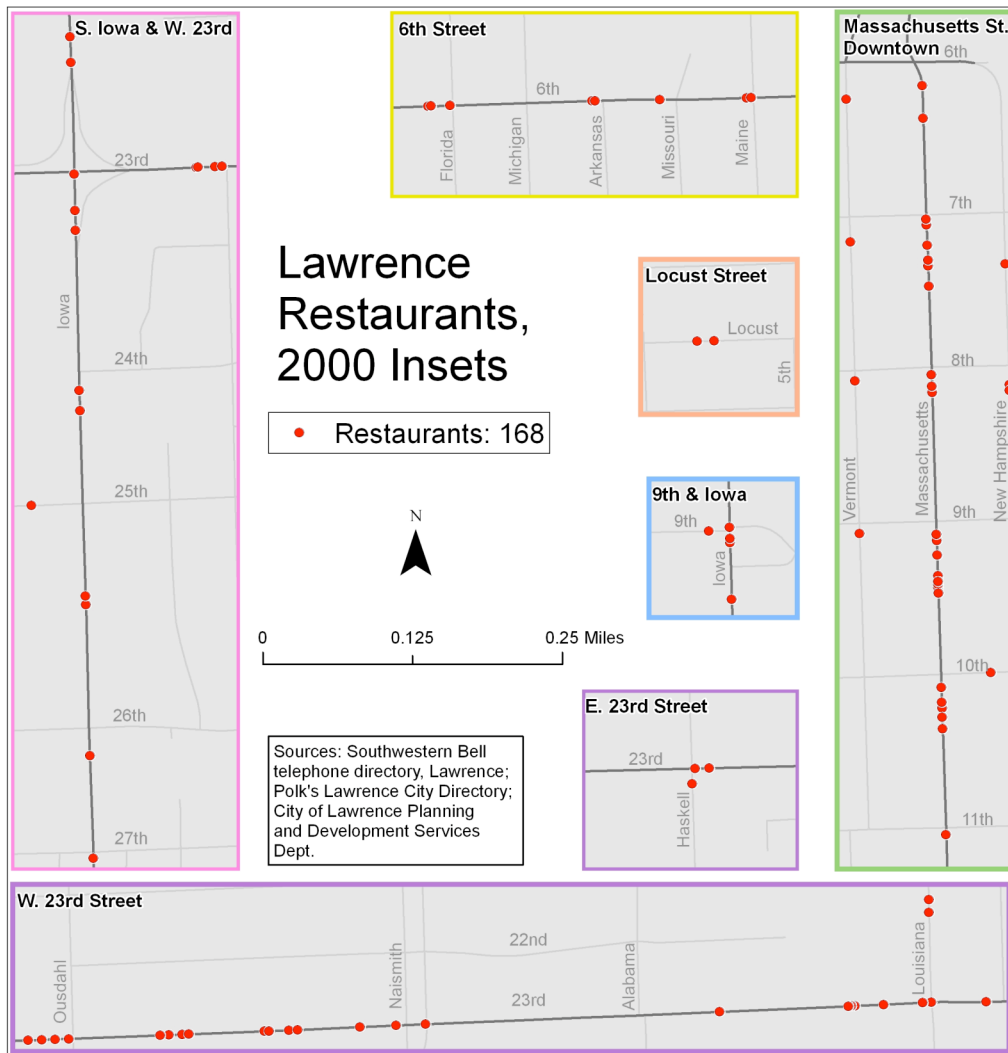 S. Iowa & W. 23rd
23rd
Iowa
24th
25th
26th
27th
6th Street
6th
Florida
Michigan
Arkansas
Missouri
Maine
Massachusetts St.
Downtown
6th
7th
8th
Vermont
Massachusetts
New Hampshire
9th
10th
11th
Lawrence
Restaurants,
2000 Insets
Restaurants: 168
Locust Street
Locust
5th
9th & Iowa
9th
Iowa
N
0
0.125
0.25 Miles
E. 23rd Street
23rd
Haskell
Sources: Southwestern Bell
telephone directory, Lawrence;
Polk's Lawrence City Directory;
City of Lawrence Planning
and Development Services
Dept.
W. 23rd Street
Ousdahl
Naismith
22nd
23rd
Alabama
Louisiana